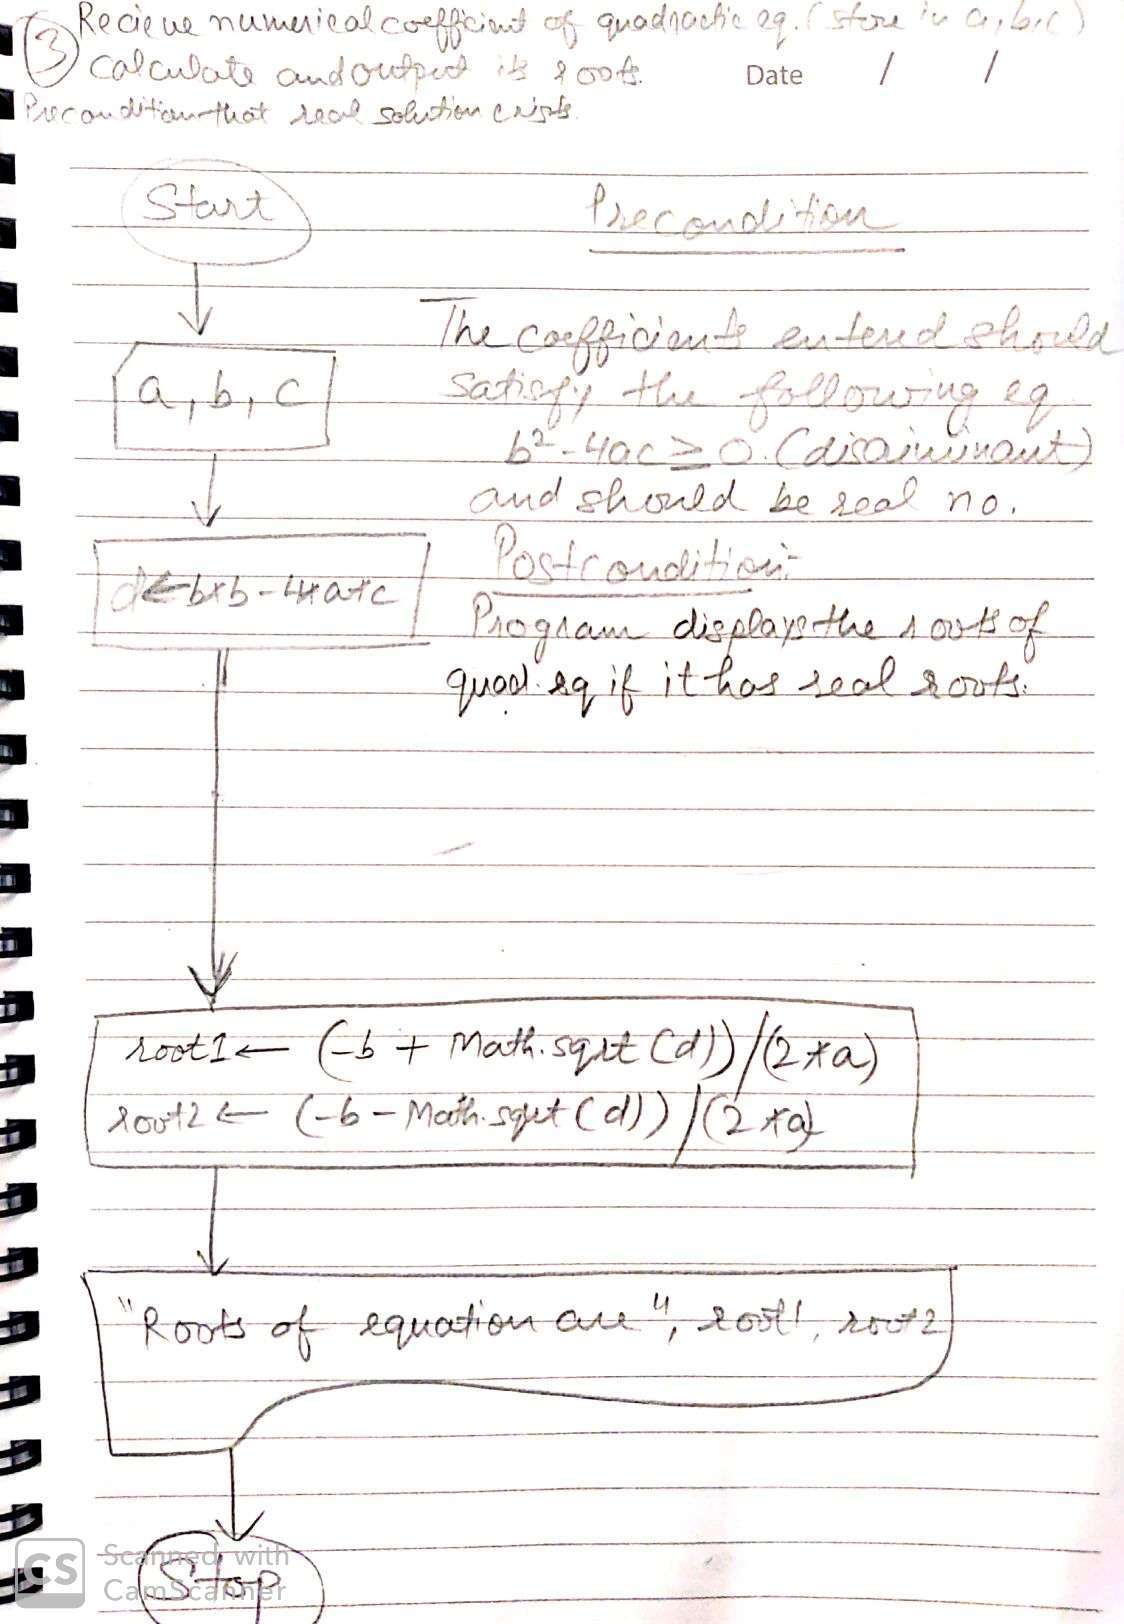 ③ Recieve numerical coefficient of quadractic eq. (store in a, b, c)
Calculate and output its roots.
Date / /
Precondition that real solution exists.
Start
Precondition
The coefficients entered should
a, b, c
satisfy the following eq
b²-4ac ≥ 0. (discriminant)
and should be real no.
Postcondition:
d ← b*b - 4*a*c
Program displays the roots of
quad. eq if it has real roots.
root1 ← (-b + Math.sqrt (d)) / (2*a)
root2 ← (-b - Math.sqrt (d)) / (2*a)
"Roots of equation are", root1, root2
Stop
CS Scanned with
CamScanner